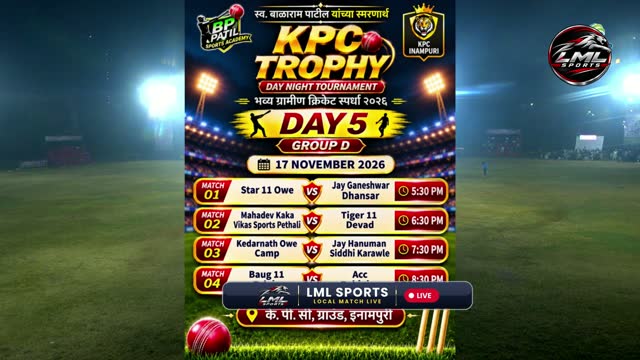 स्व. बाळाराम पाटील यांच्या स्मरणार्थ
BP
PATIL
SPORTS ACADEMY
KPC
INAMPURI
KPC
TROPHY
DAY NIGHT TOURNAMENT
भव्य ग्रामीण क्रिकेट स्पर्धा २०२६
DAY 5
GROUP D
17 NOVEMBER 2026
MATCH 01 Star 11 Owe VS Jay Ganeshwar Dhansar 5:30 PM
MATCH 02 Mahadev Kaka Vikas Sports Pethali VS Tiger 11 Devad 6:30 PM
MATCH 03 Kedarnath Owe Camp VS Jay Hanuman Siddhi Karawle 7:30 PM
MATCH 04 Baug 11 Acc 8:30 PM
LML SPORTS
LOCAL MATCH LIVE
LIVE
के. पी. सी, ग्राउंड, इनामपुरी
LML
SPORTS